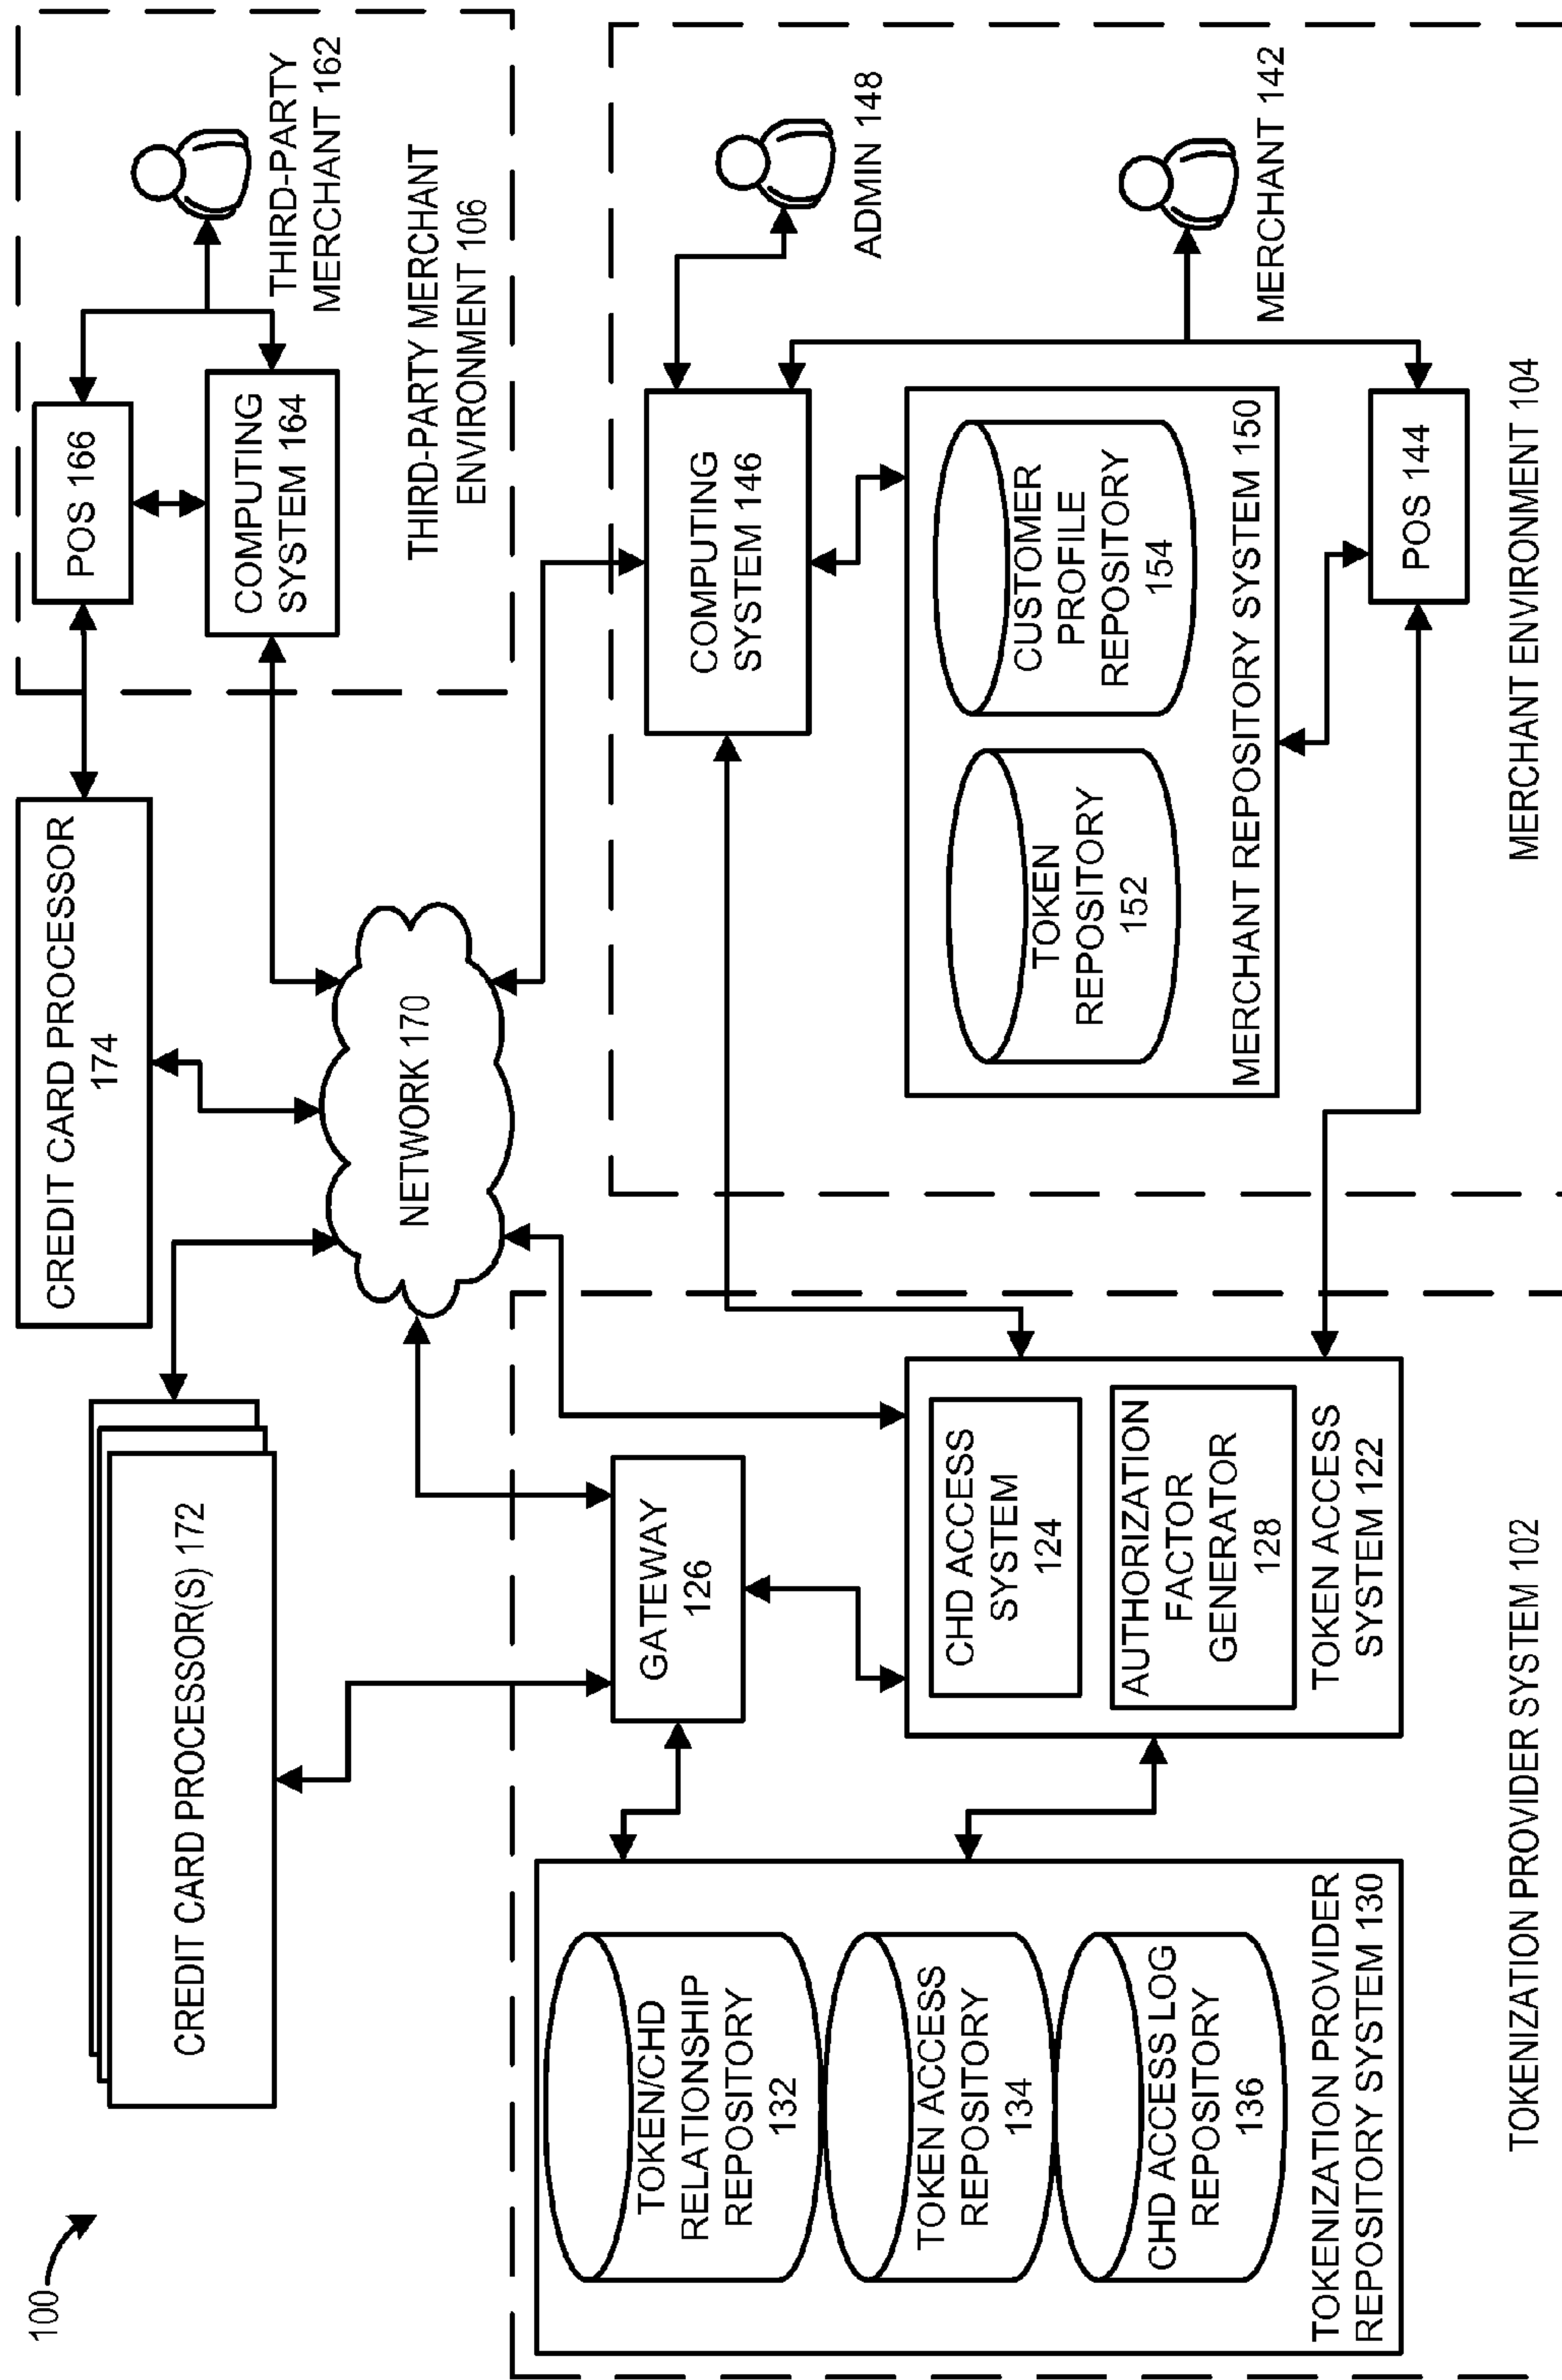 100
CREDIT CARD PROCESSOR(S) 172
CREDIT CARD PROCESSOR
174
POS 166
COMPUTING
SYSTEM 164
THIRD-PARTY
MERCHANT 162
THIRD-PARTY MERCHANT
ENVIRONMENT 106
NETWORK 170
TOKEN/CHD
RELATIONSHIP
REPOSITORY
132
TOKEN ACCESS
REPOSITORY
134
CHD ACCESS LOG
REPOSITORY
136
TOKENIZATION PROVIDER
REPOSITORY SYSTEM 130
GATEWAY
126
CHD ACCESS
SYSTEM
124
AUTHORIZATION
FACTOR
GENERATOR
128
TOKEN ACCESS
SYSTEM 122
TOKENIZATION PROVIDER SYSTEM 102
COMPUTING
SYSTEM 146
ADMIN 148
TOKEN
REPOSITORY
152
CUSTOMER
PROFILE
REPOSITORY
154
MERCHANT REPOSITORY SYSTEM 150
MERCHANT 142
POS 144
MERCHANT ENVIRONMENT 104